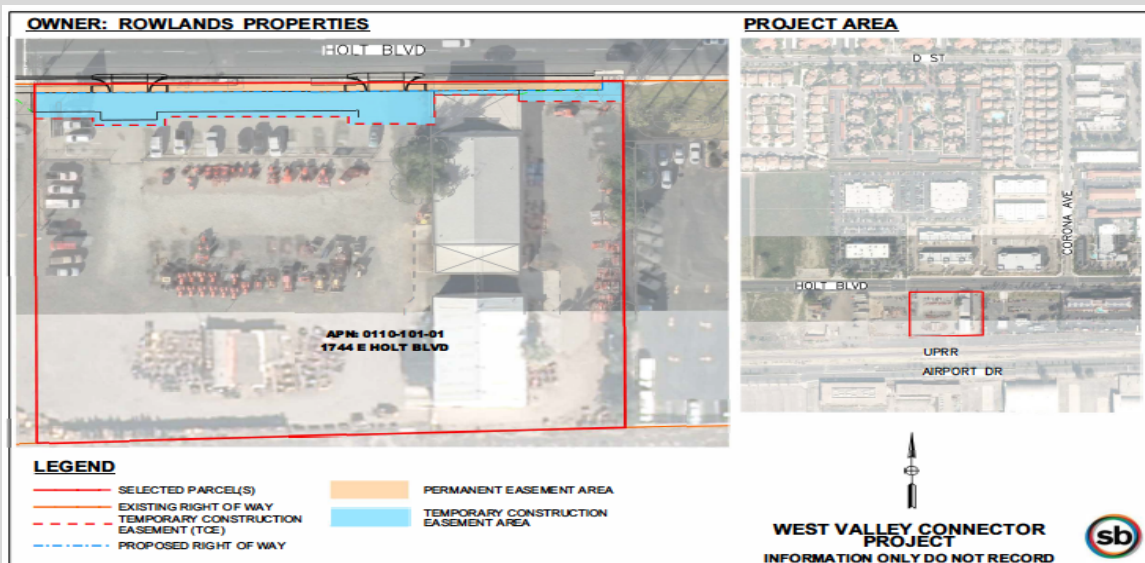 OWNER: ROWLANDS PROPERTIES
HOLT BLVD
APN: 0110-101-01
1744 E HOLT BLVD
PROJECT AREA
D ST
CORONA AVE
HOLT BLVD
UPRR
AIRPORT DR
LEGEND
SELECTED PARCEL(S)
EXISTING RIGHT OF WAY
TEMPORARY CONSTRUCTION
EASEMENT (TCE)
PROPOSED RIGHT OF WAY
PERMANENT EASEMENT AREA
TEMPORARY CONSTRUCTION
EASEMENT AREA
WEST VALLEY CONNECTOR
PROJECT
INFORMATION ONLY DO NOT RECORD
sb